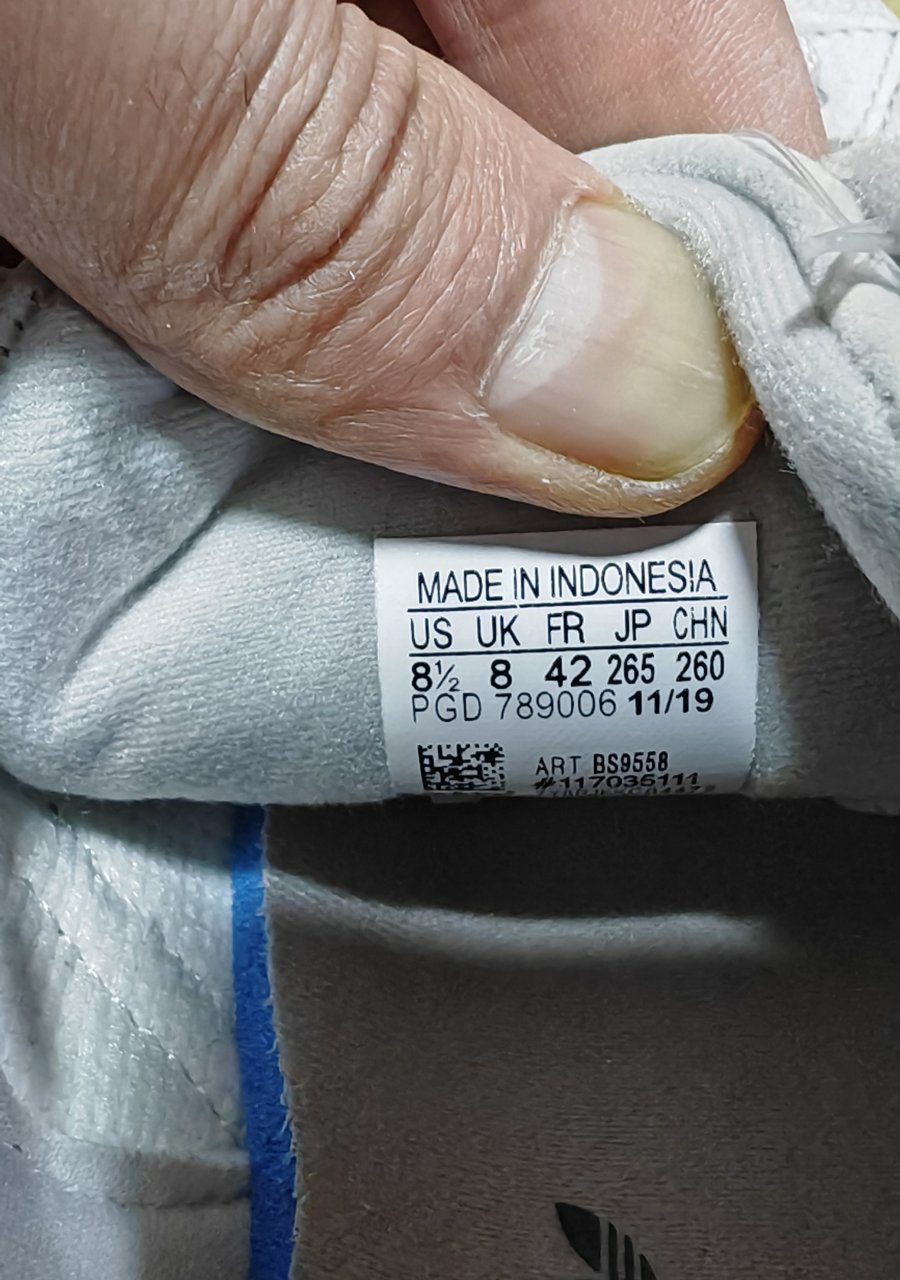 MADE IN INDONESIA
US UK FR JP CHN
8½ 8 42 265 260
PGD 789006 11/19
ART BS9558
#117035111